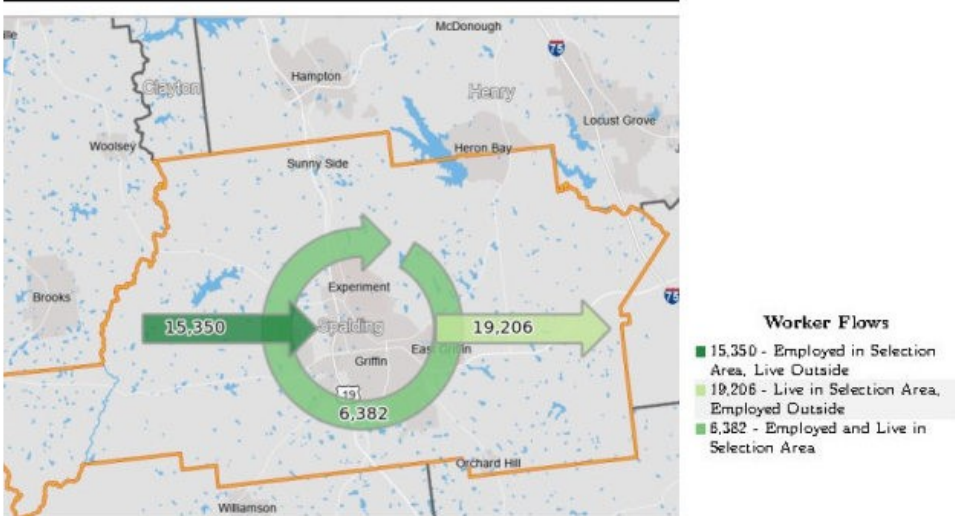 McDonough
75
Hampton
Clayton
Henry
Locust Grove
Woolsey
Heron Bay
Sunny Side
Experiment
Brooks
75
15,350
Spalding
19,206
East Griffin
Griffin
19
6,382
Orchard Hill
Williamson
Worker Flows
15,350 - Employed in Selection
Area, Live Outside
19,206 - Live in Selection Area,
Employed Outside
6,382 - Employed and Live in
Selection Area